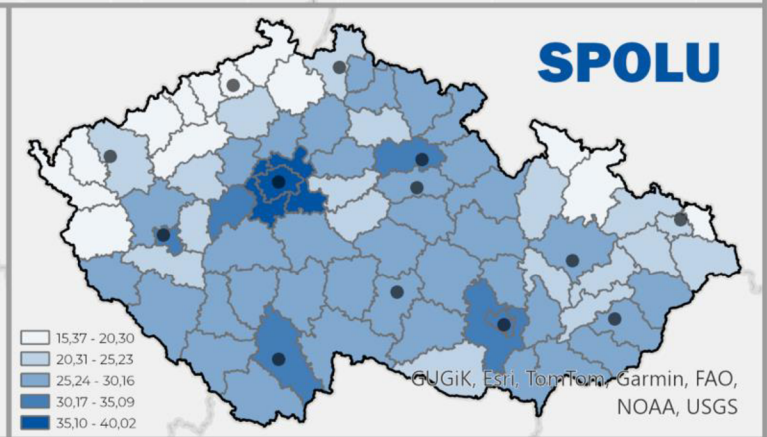 SPOLU
15,37 - 20,30
20,31 - 25,23
25,24 - 30,16
30,17 - 35,09
35,10 - 40,02
GUGiK, Esri, TomTom, Garmin, FAO,
NOAA, USGS